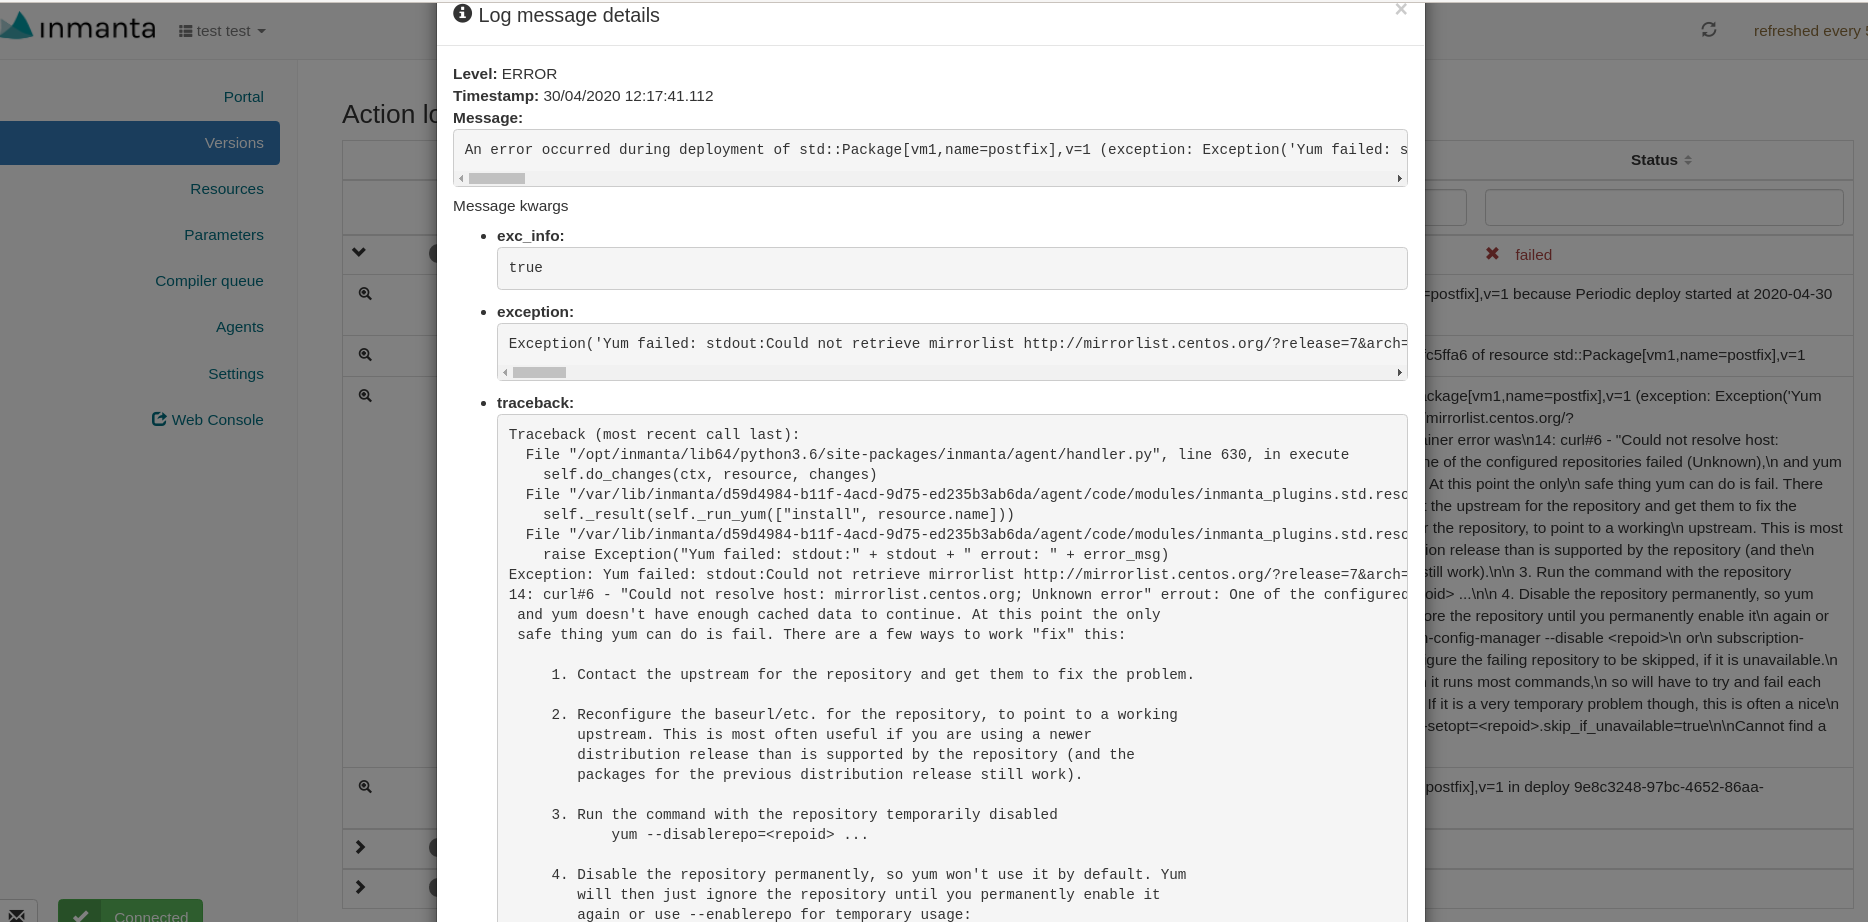 Log message details
×
inmanta
test test
refreshed every
Portal
Versions
Resources
Parameters
Compiler queue
Agents
Settings
Web Console
Action lo
Level: ERROR
Timestamp: 30/04/2020 12:17:41.112
Message:
An error occurred during deployment of std::Package[vm1,name=postfix],v=1 (exception: Exception('Yum failed: s
Message kwargs
exc_info:
true
exception:
Exception('Yum failed: stdout:Could not retrieve mirrorlist http://mirrorlist.centos.org/?release=7&arch=
traceback:
Traceback (most recent call last):
File "/opt/inmanta/lib64/python3.6/site-packages/inmanta/agent/handler.py", line 630, in execute
self.do_changes(ctx, resource, changes)
File "/var/lib/inmanta/d59d4984-b11f-4acd-9d75-ed235b3ab6da/agent/code/modules/inmanta_plugins.std.reso
self._result(self._run_yum(["install", resource.name]))
File "/var/lib/inmanta/d59d4984-b11f-4acd-9d75-ed235b3ab6da/agent/code/modules/inmanta_plugins.std.reso
raise Exception("Yum failed: stdout:" + stdout + " errout: " + error_msg)
Exception: Yum failed: stdout:Could not retrieve mirrorlist http://mirrorlist.centos.org/?release=7&arch=
14: curl#6 - "Could not resolve host: mirrorlist.centos.org; Unknown error" errout: One of the configured
and yum doesn't have enough cached data to continue. At this point the only
safe thing yum can do is fail. There are a few ways to work "fix" this:
1. Contact the upstream for the repository and get them to fix the problem.
2. Reconfigure the baseurl/etc. for the repository, to point to a working
upstream. This is most often useful if you are using a newer
distribution release than is supported by the repository (and the
packages for the previous distribution release still work).
3. Run the command with the repository temporarily disabled
yum --disablerepo=<repoid> ...
4. Disable the repository permanently, so yum won't use it by default. Yum
will then just ignore the repository until you permanently enable it
again or use --enablerepo for temporary usage:
Status
failed
=postfix],v=1 because Periodic deploy started at 2020-04-30
c5ffa6 of resource std::Package[vm1,name=postfix],v=1
ckage[vm1,name=postfix],v=1 (exception: Exception('Yum
mirrorlist.centos.org/?
ainer error was\n14: curl#6 - "Could not resolve host:
ne of the configured repositories failed (Unknown),\n and yum
At this point the only\n safe thing yum can do is fail. There
t the upstream for the repository and get them to fix the
r the repository, to point to a working\n upstream. This is most
ion release than is supported by the repository (and the\n
still work).\n\n 3. Run the command with the repository
oid> ...\n\n 4. Disable the repository permanently, so yum
ore the repository until you permanently enable it\n again or
n-config-manager --disable <repoid>\n or\n subscription-
gure the failing repository to be skipped, if it is unavailable.\n
it runs most commands,\n so will have to try and fail each
If it is a very temporary problem though, this is often a nice\n
-setopt=<repoid>.skip_if_unavailable=true\n\nCannot find a
postfix],v=1 in deploy 9e8c3248-97bc-4652-86aa-
Connected